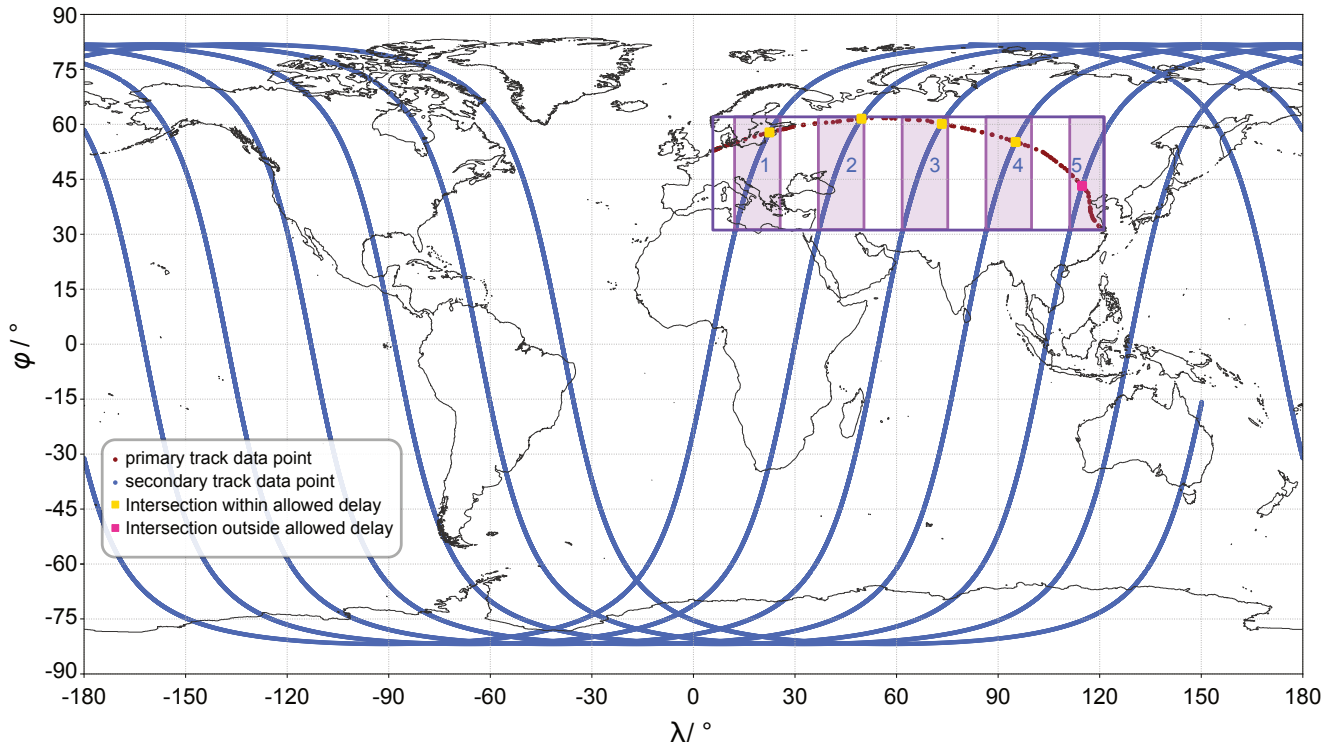 90
75
60
45
30
15
0
-15
-30
-45
-60
-75
-90
φ / °
1 2 3 4 5
primary track data point
secondary track data point
Intersection within allowed delay
Intersection outside allowed delay
-180 -150 -120 -90 -60 -30 0 30 60 90 120 150 180
λ/ °